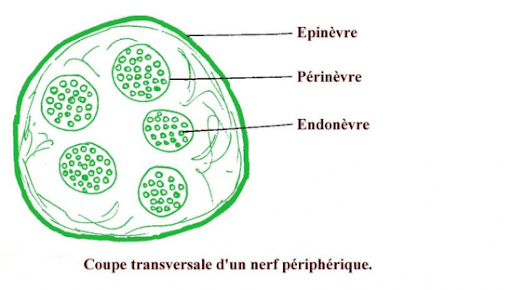 Epinèvre
Périnèvre
Endonèvre
Coupe transversale d'un nerf périphérique.